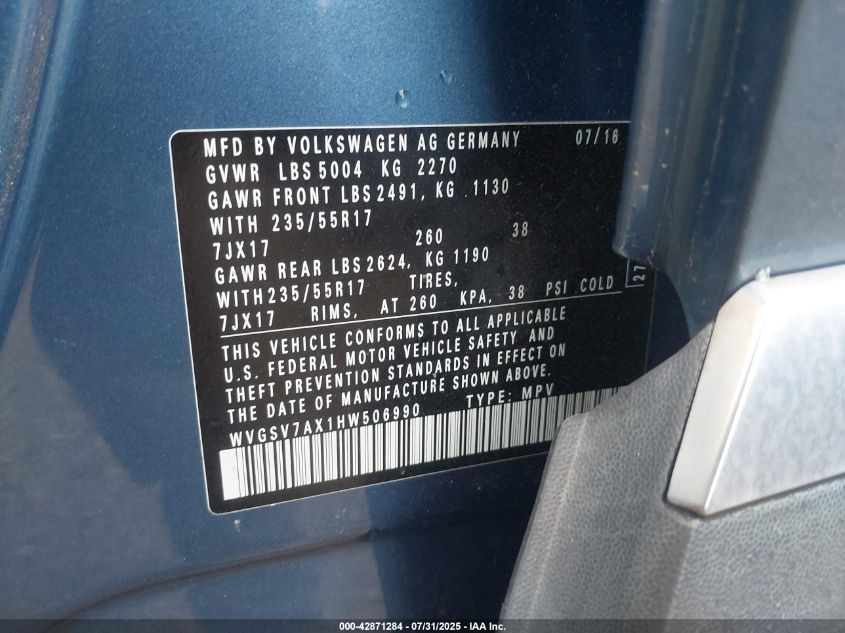 MFD BY VOLKSWAGEN AG GERMANY 07/16
GVWR LBS 5004 KG 2270
GAWR FRONT LBS 2491, KG 1130
WITH 235/55R17
7JX17 260 38
GAWR REAR LBS 2624, KG 1190
WITH 235/55R17 TIRES,
7JX17 RIMS, AT 260 KPA, 38 PSI COLD
27
THIS VEHICLE CONFORMS TO ALL APPLICABLE
U.S. FEDERAL MOTOR VEHICLE SAFETY AND
THEFT PREVENTION STANDARDS IN EFFECT ON
THE DATE OF MANUFACTURE SHOWN ABOVE.
WVGSV7AX1HW506990 TYPE: MPV
000-42871284 - 07/31/2025 - IAA Inc.